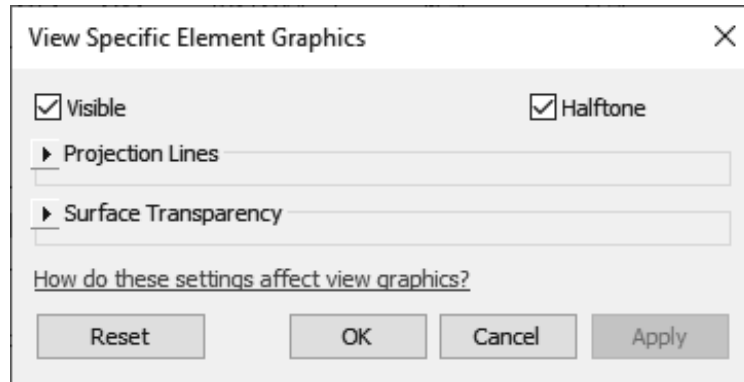 View Specific Element Graphics
Visible
Halftone
Projection Lines
Surface Transparency
How do these settings affect view graphics?
Reset
OK
Cancel
Apply